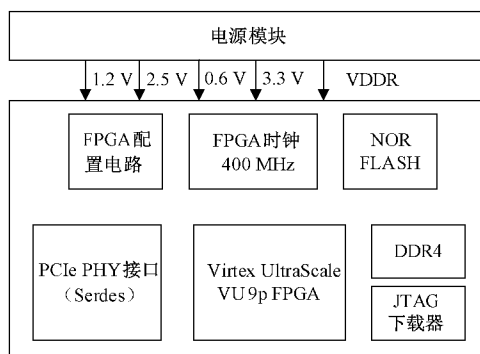 电源模块
1.2 V 2.5 V 0.6 V 3.3 V VDDR
FPGA配
置电路
FPGA时钟
400 MHz
NOR
FLASH
PCIe PHY接口
（Serdes）
Virtex UltraScale
VU9p FPGA
DDR4
JTAG
下载器